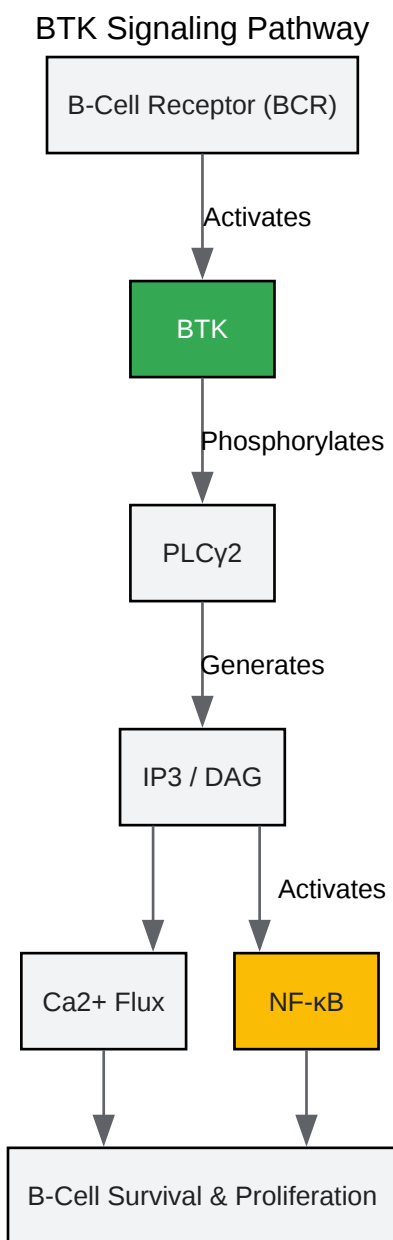 BTK Signaling Pathway
B-Cell Receptor (BCR)
Activates
BTK
Phosphorylates
PLCγ2
Generates
IP3 / DAG
Activates
Ca2+ Flux
NF-κB
B-Cell Survival & Proliferation